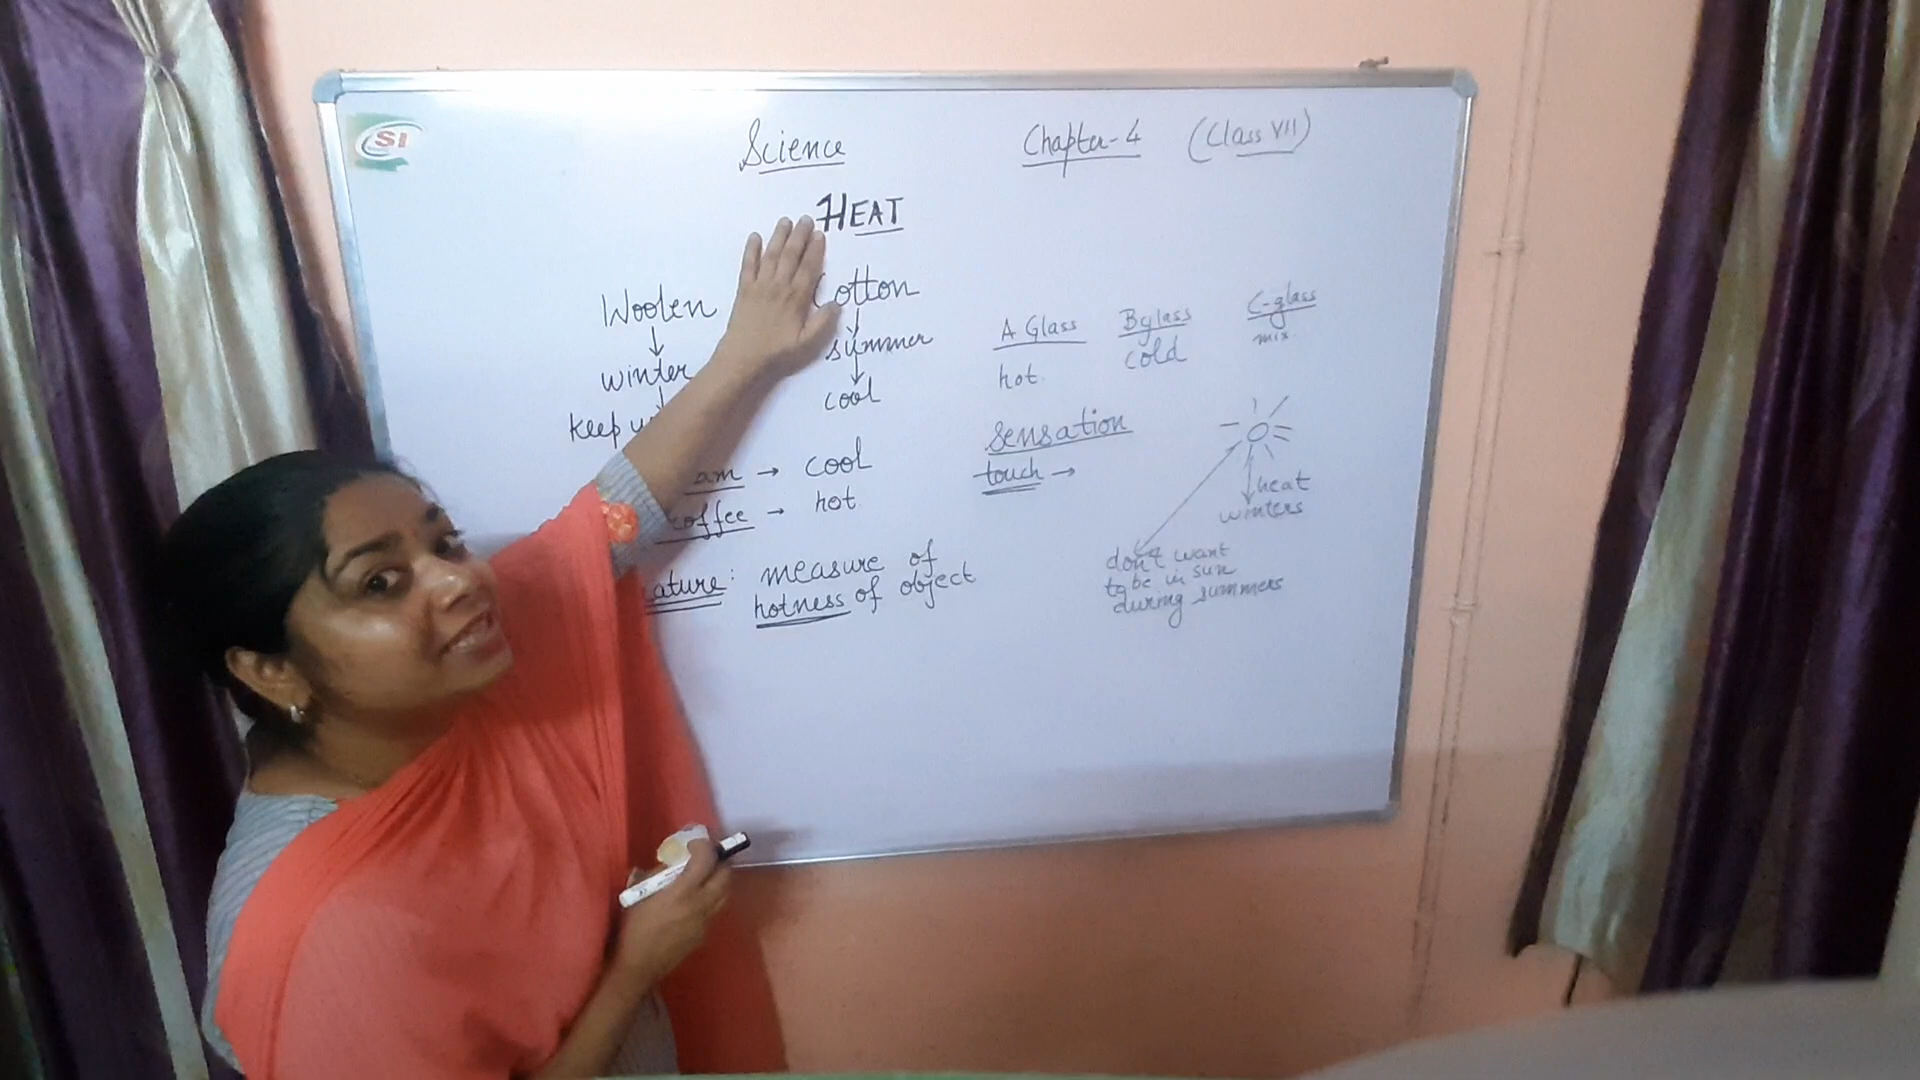 SI
Science
Chapter-4 (Class VII)
HEAT
Woolen
winter
keep
Cotton
summer
cool
am → cool
coffee → hot
ature: measure of
hotness of object
A Glass
hot.
B glass
cold
C-glass
mix.
Sensation
touch →
heat
winters
don't want
to be in sun
during summers